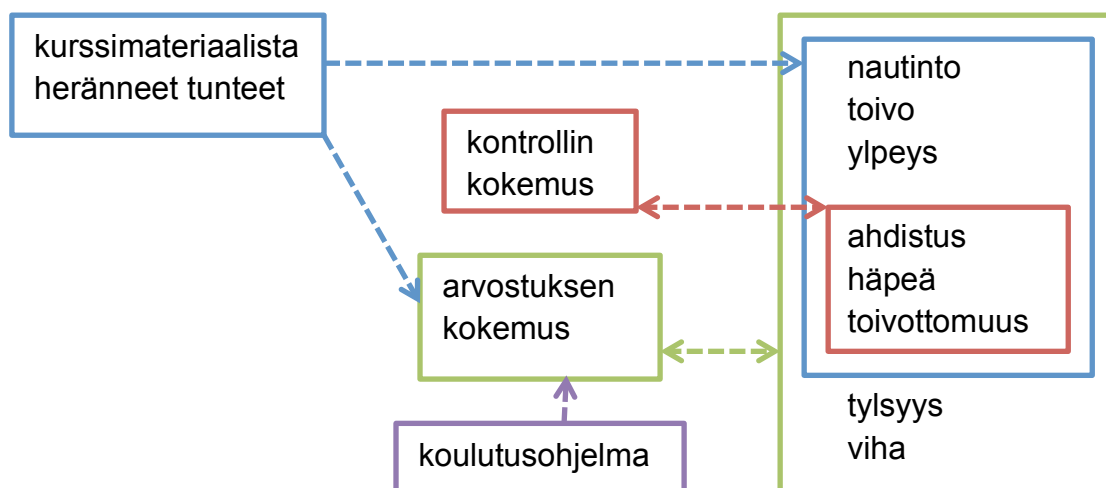 kurssimateriaalista
heränneet tunteet
kontrollin
kokemus
arvostuksen
kokemus
koulutusohjelma
nautinto
toivo
ylpeys
ahdistus
häpeä
toivottomuus
tylsyys
viha